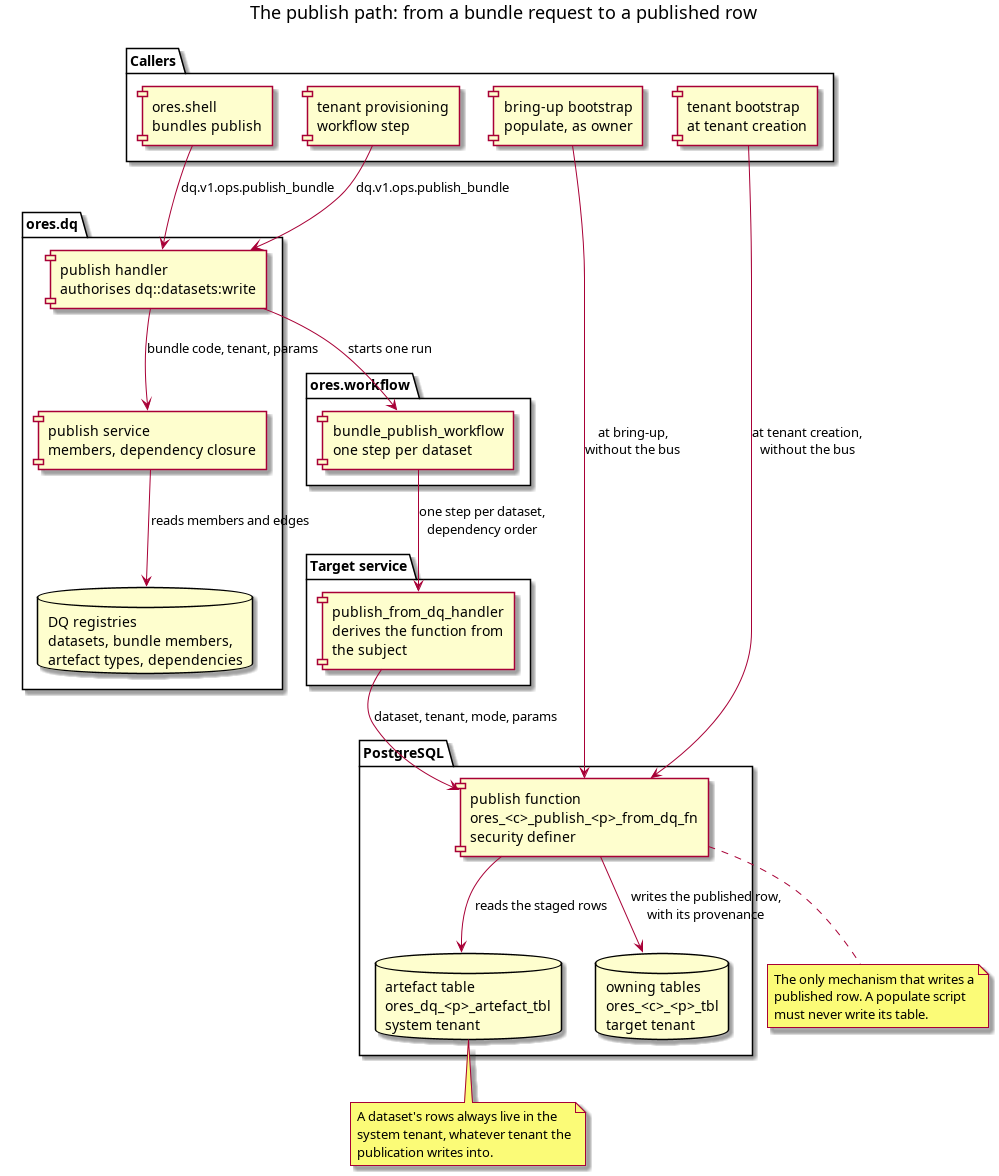 The publish path: from a bundle request to a published row
Callers
ores.shell
bundles publish
tenant provisioning
workflow step
bring-up bootstrap
populate, as owner
tenant bootstrap
at tenant creation
dq.v1.ops.publish_bundle
dq.v1.ops.publish_bundle
ores.dq
publish handler
authorises dq::datasets:write
bundle code, tenant, params
starts one run
ores.workflow
publish service
members, dependency closure
bundle_publish_workflow
one step per dataset
at bring-up,
without the bus
at tenant creation,
without the bus
reads members and edges
one step per dataset,
dependency order
Target service
DQ registries
datasets, bundle members,
artefact types, dependencies
publish_from_dq_handler
derives the function from
the subject
dataset, tenant, mode, params
PostgreSQL
publish function
ores_<c>_publish_<p>_from_dq_fn
security definer
reads the staged rows
writes the published row,
with its provenance
artefact table
ores_dq_<p>_artefact_tbl
system tenant
owning tables
ores_<c>_<p>_tbl
target tenant
The only mechanism that writes a
published row. A populate script
must never write its table.
A dataset's rows always live in the
system tenant, whatever tenant the
publication writes into.